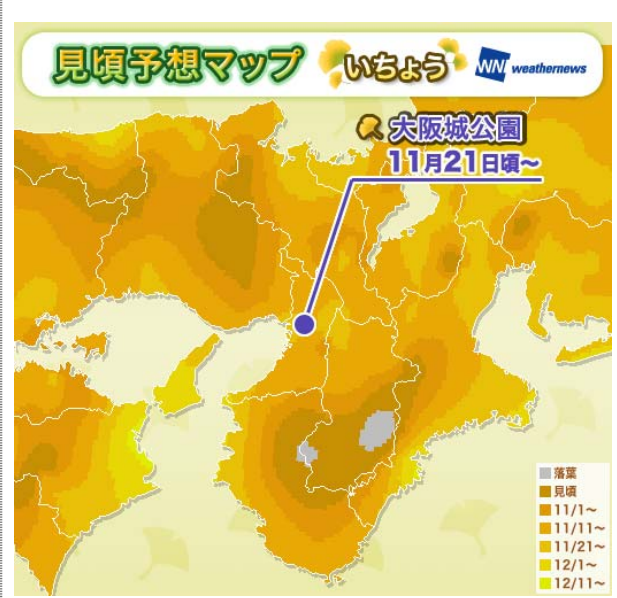 見頃予想マップ いちょう WN weathernews
大阪城公園
11月21日頃～
落葉
見頃
11/1～
11/11～
11/21～
12/1～
12/11～